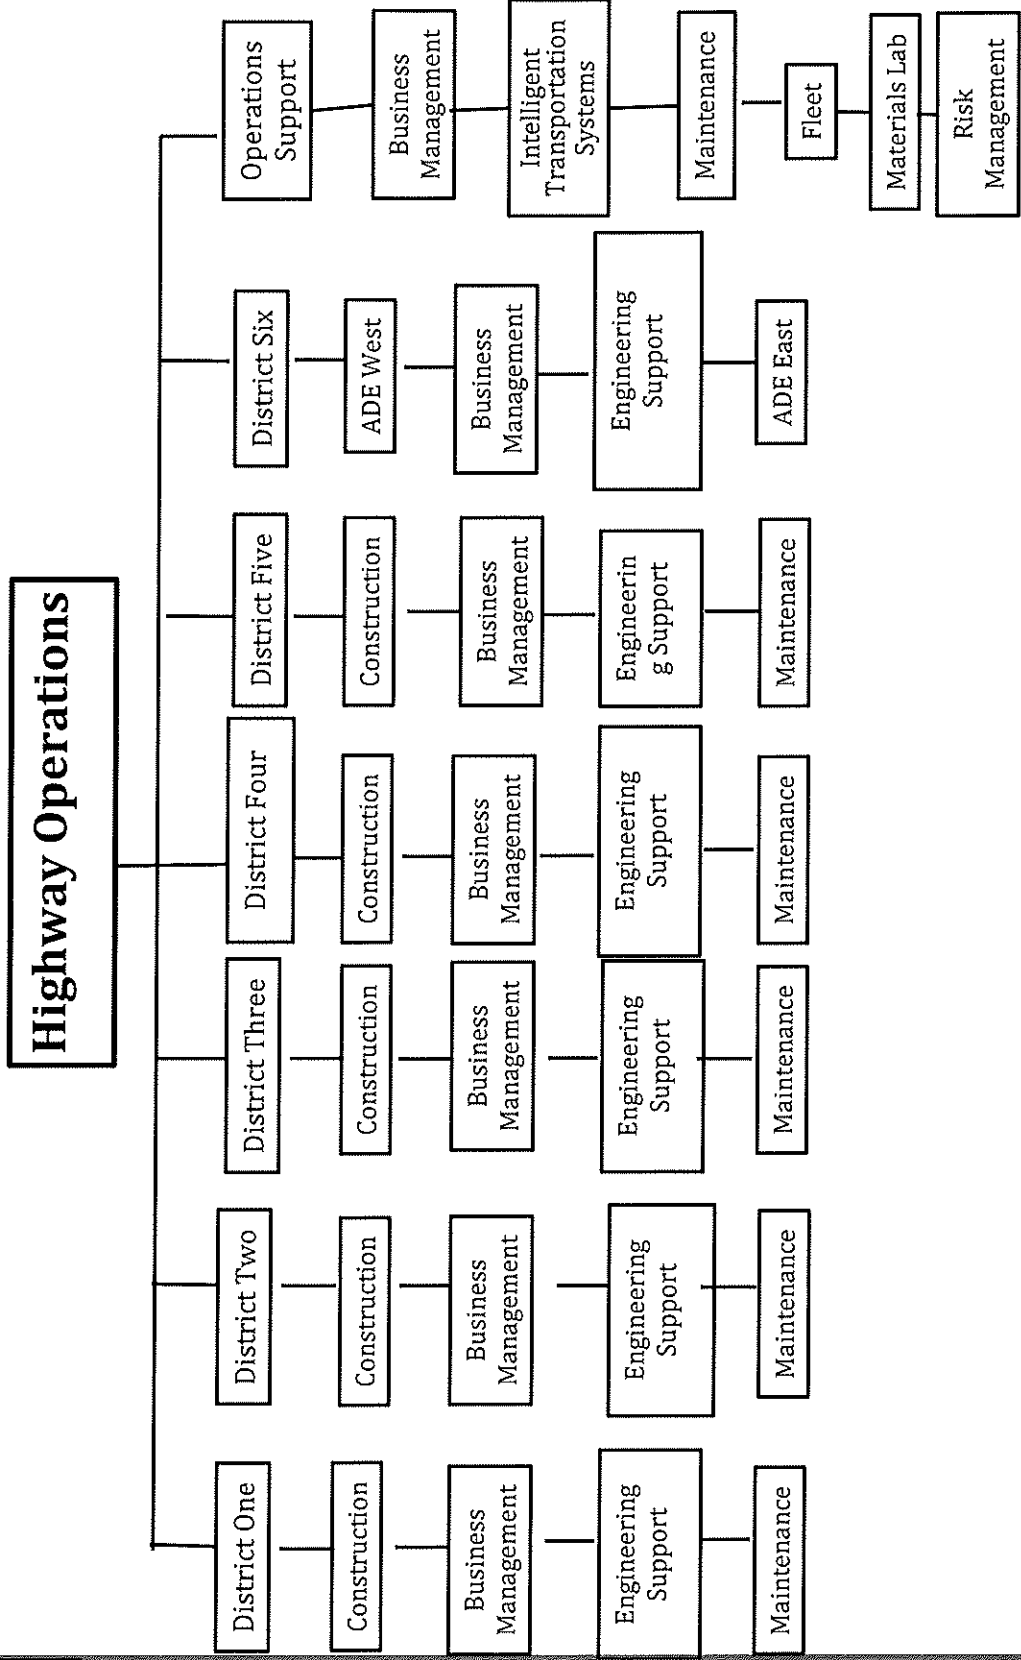 Highway Operations
District One
Construction
Business
Management
Engineering
Support
Maintenance
District Two
Construction
Business
Management
Engineering
Support
Maintenance
District Three
Construction
Business
Management
Engineering
Support
Maintenance
District Four
Construction
Business
Management
Engineering
Support
Maintenance
District Five
Construction
Business
Management
Engineerin
g Support
Maintenance
District Six
ADE West
Business
Management
Engineering
Support
ADE East
Operations
Support
Business
Management
Intelligent
Transportation
Systems
Maintenance
Fleet
Materials Lab
Risk
Management